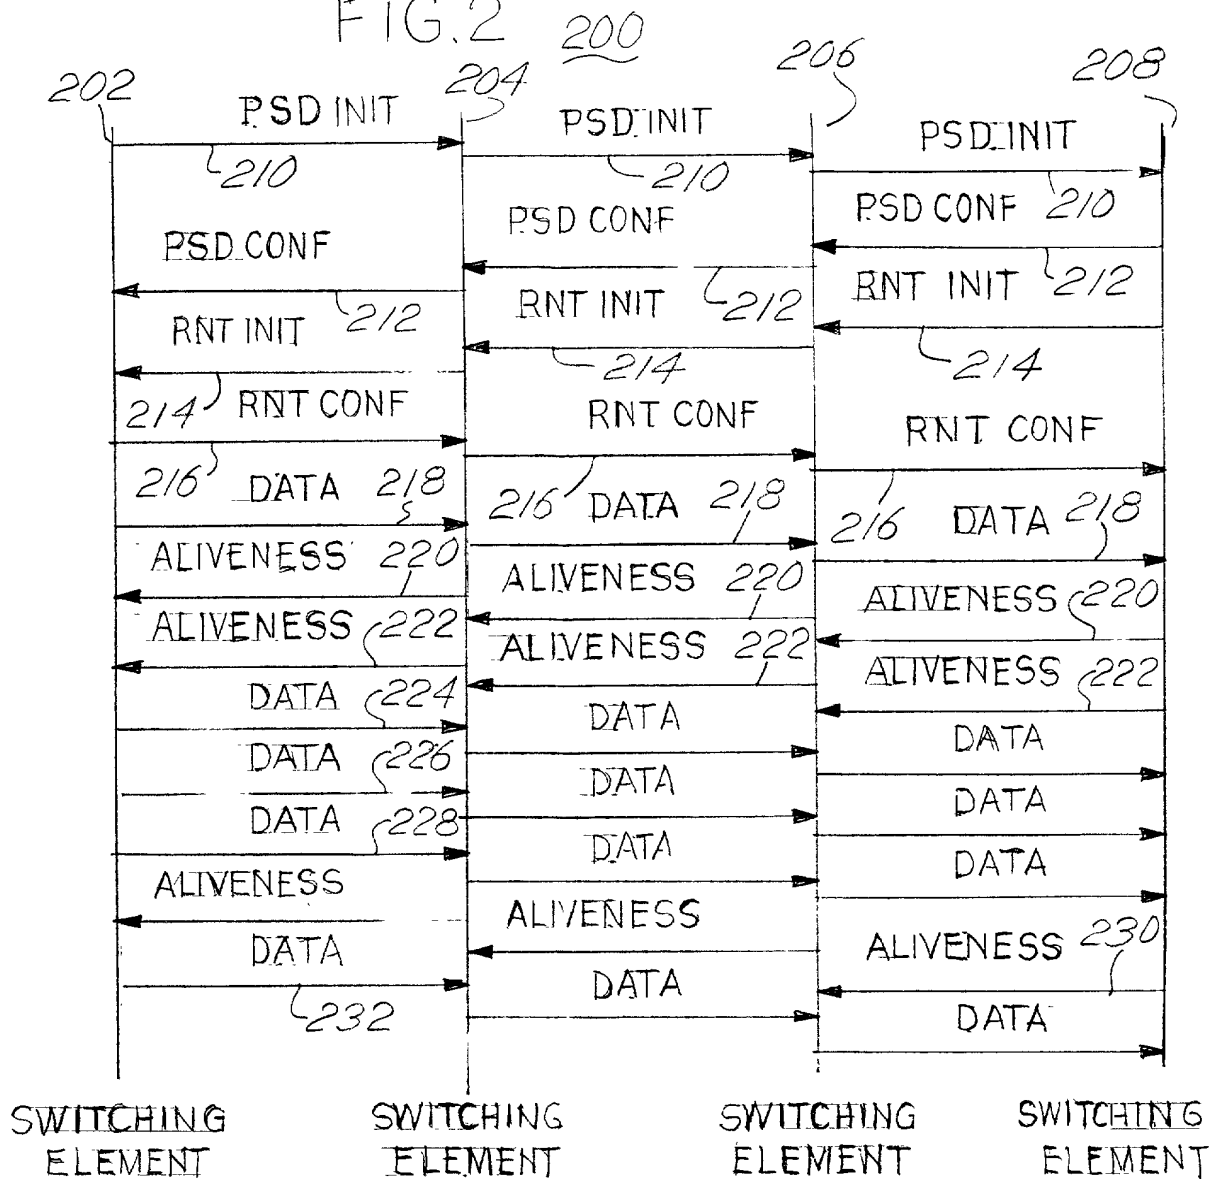 FIG.2 200
202 204 206 208
PSD INIT PSD INIT PSD INIT
210 210 210
PSD CONF PSD CONF PSD CONF
212 212 212
RNT INIT RNT INIT RNT INIT
214 214 214
RNT CONF RNT CONF RNT CONF
216 216 216
DATA 218 DATA 218 DATA 218
ALIVENESS 220 ALIVENESS 220 ALIVENESS 220
ALIVENESS 222 ALIVENESS 222 ALIVENESS 222
DATA 224 DATA DATA
DATA 226 DATA DATA
DATA 228 DATA DATA
ALIVENESS ALIVENESS ALIVENESS 230
DATA DATA DATA
232
SWITCHING SWITCHING SWITCHING SWITCHING
ELEMENT ELEMENT ELEMENT ELEMENT